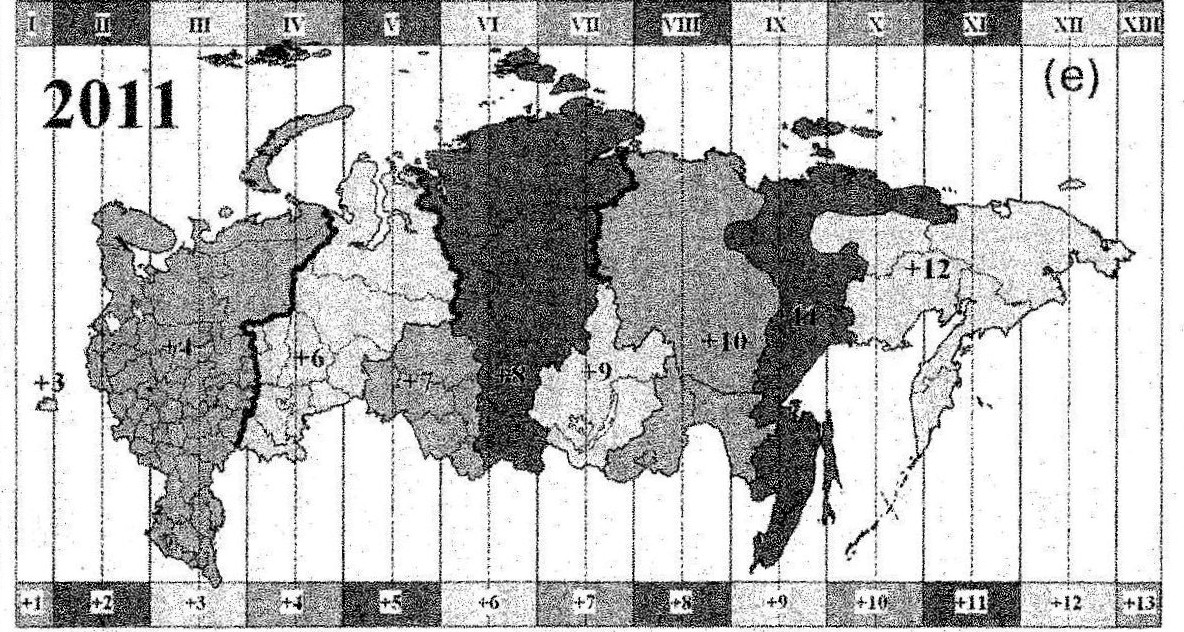 I II III IV V VI VII VIII IX X XI XII XIII
2011
(e)
+12
+4 +6 +10 11
+3 +7 +8 +9
+1 +2 +3 +4 +5 +6 +7 +8 +9 +10 +11 +12 +13